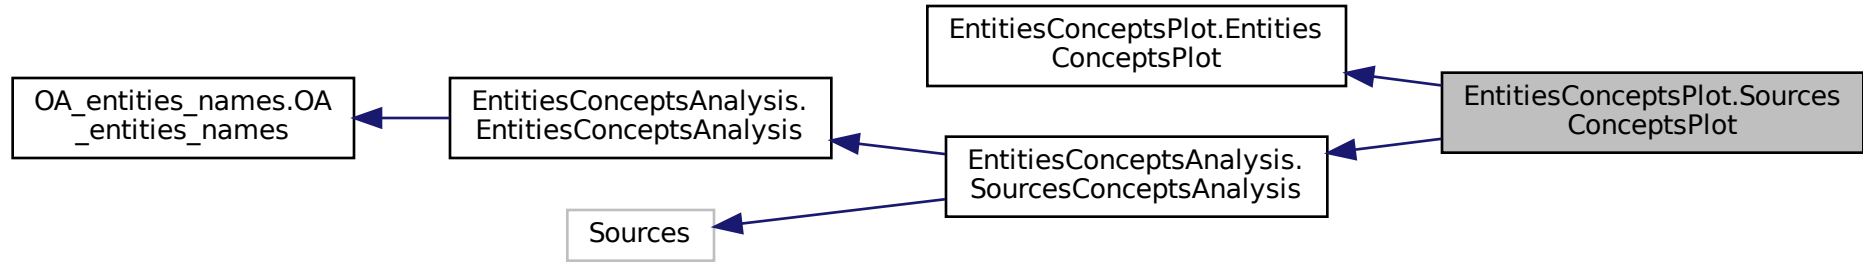 EntitiesConceptsPlot.Entities
ConceptsPlot
OA_entities_names.OA
_entities_names
EntitiesConceptsAnalysis.
EntitiesConceptsAnalysis
EntitiesConceptsPlot.Sources
ConceptsPlot
EntitiesConceptsAnalysis.
SourcesConceptsAnalysis
Sources